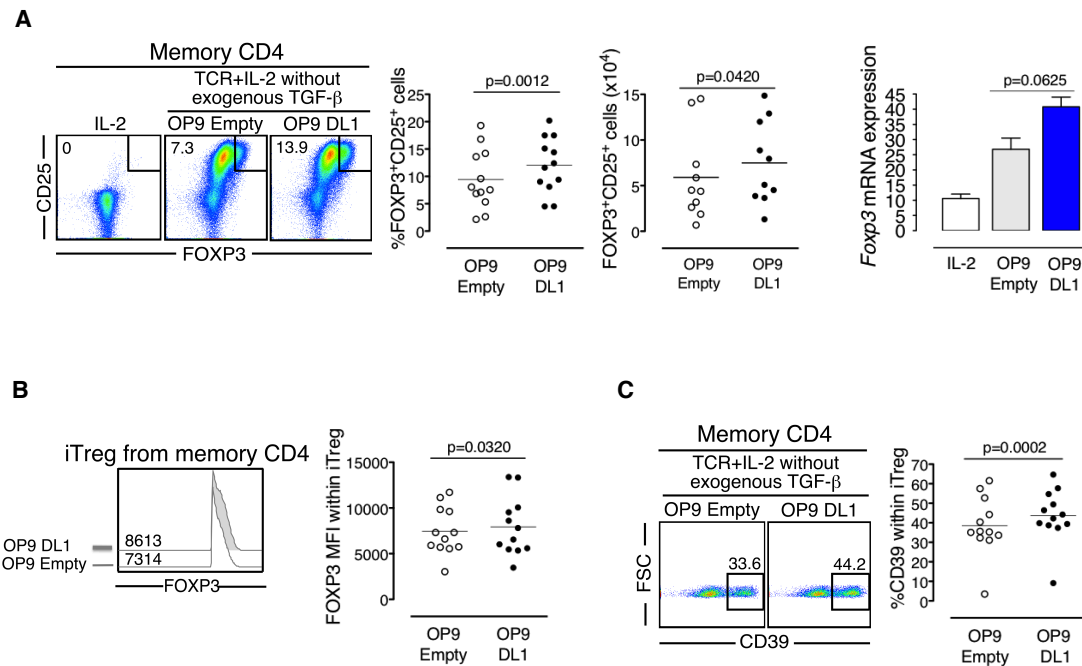 A
Memory CD4
TCR+IL-2 without
exogenous TGF-β
IL-2
OP9 Empty
OP9 DL1
0
7.3
13.9
CD25
FOXP3
%FOXP3+CD25+ cells
25
20
15
10
5
0
p=0.0012
OP9
Empty
OP9
DL1
FOXP3+CD25+ cells (x10⁴)
15
10
5
0
p=0.0420
OP9
Empty
OP9
DL1
Foxp3 mRNA expression
45
40
35
30
25
20
15
10
5
0
p=0.0625
IL-2
OP9
Empty
OP9
DL1
B
iTreg from memory CD4
OP9 DL1
OP9 Empty
8613
7314
FOXP3
FOXP3 MFI within iTreg
15000
10000
5000
0
p=0.0320
OP9
Empty
OP9
DL1
C
Memory CD4
TCR+IL-2 without
exogenous TGF-β
OP9 Empty
OP9 DL1
33.6
44.2
FSC
CD39
%CD39 within iTreg
70
60
50
40
30
20
10
0
p=0.0002
OP9
Empty
OP9
DL1